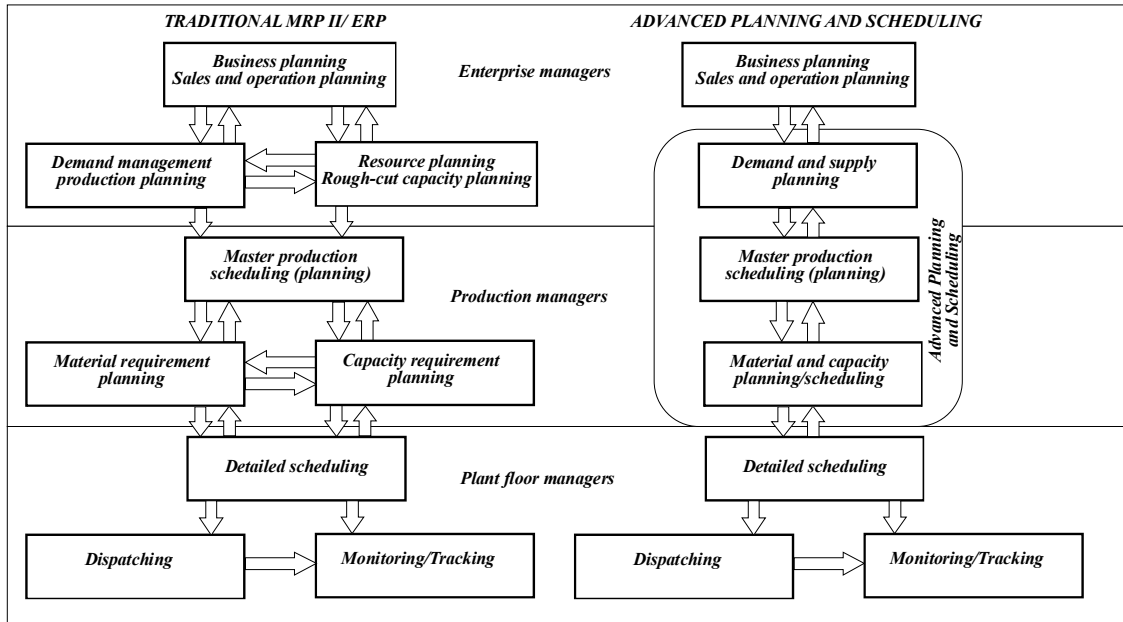 TRADITIONAL MRP II/ ERP
ADVANCED PLANNING AND SCHEDULING
Business planning
Sales and operation planning
Enterprise managers
Business planning
Sales and operation planning
Demand management
production planning
Resource planning
Rough-cut capacity planning
Demand and supply
planning
Master production
scheduling (planning)
Production managers
Master production
scheduling (planning)
Advanced Planning
and Scheduling
Material requirement
planning
Capacity requirement
planning
Material and capacity
planning/scheduling
Detailed scheduling
Plant floor managers
Detailed scheduling
Dispatching
Monitoring/Tracking
Dispatching
Monitoring/Tracking